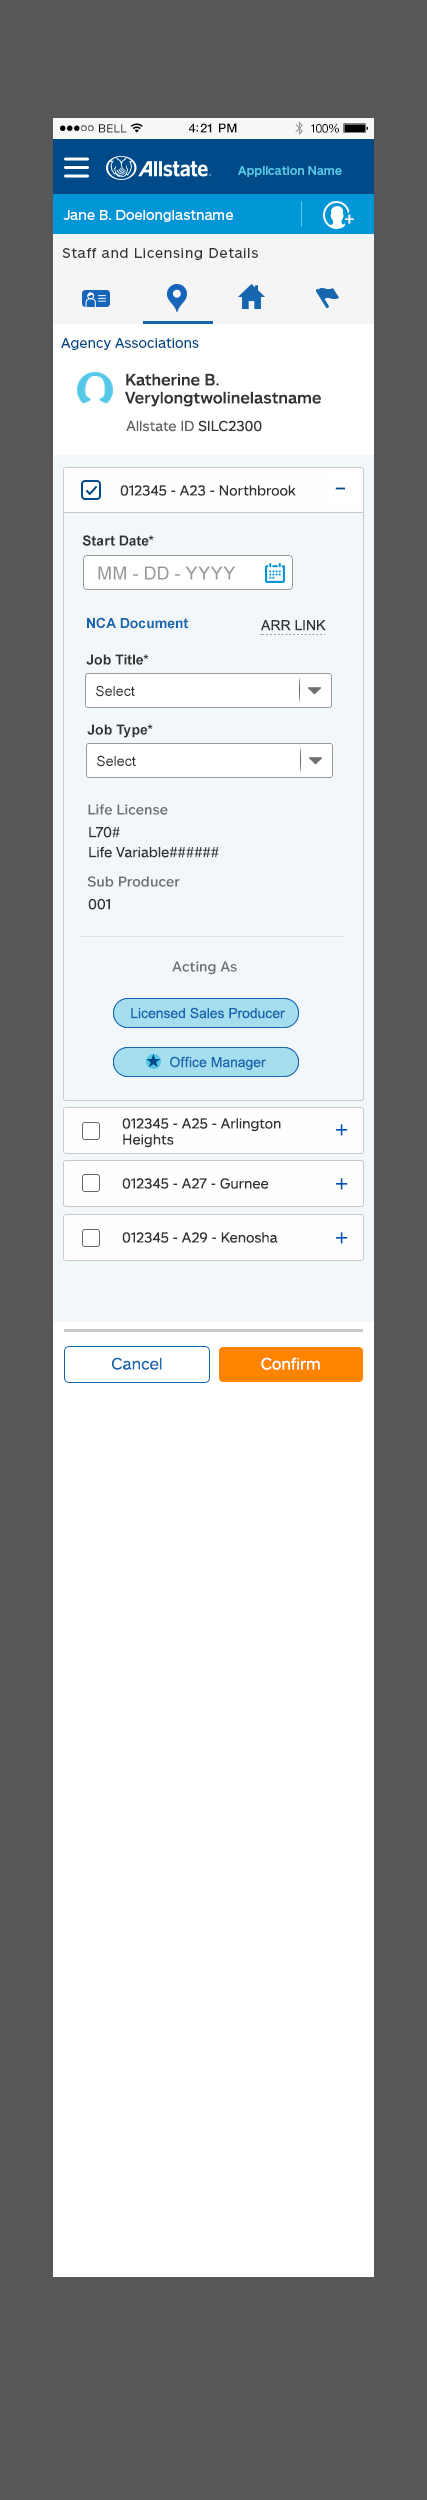 BELL 4:21 PM 100%
Allstate. Application Name
Jane B. Doelonglastname
Staff and Licensing Details
Agency Associations
Katherine B.
Verylongtwolinelastname
Allstate ID SILC2300
012345 - A23 - Northbrook
Start Date*
MM - DD - YYYY
NCA Document ARR LINK
Job Title*
Select
Job Type*
Select
Life License
L70#
Life Variable######
Sub Producer
001
Acting As
Licensed Sales Producer
Office Manager
012345 - A25 - Arlington
Heights
012345 - A27 - Gurnee
012345 - A29 - Kenosha
Cancel Confirm